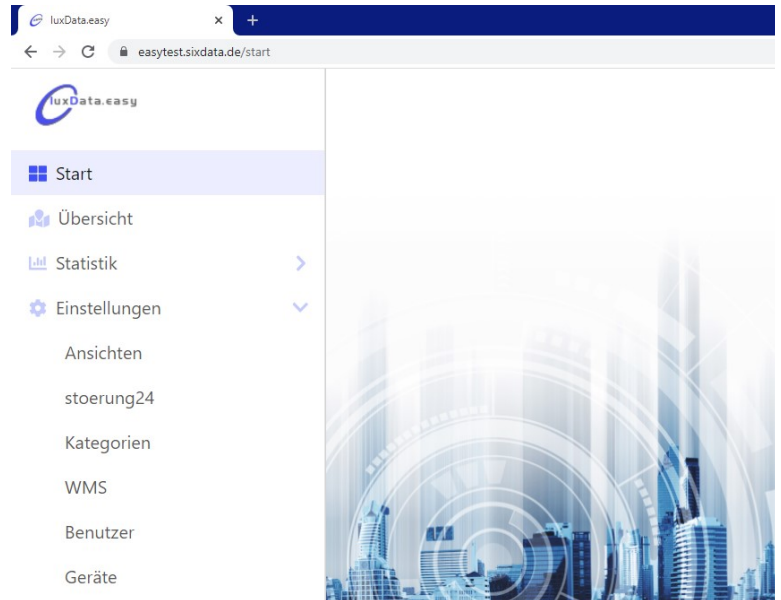 luxData.easy
easytest.sixdata.de/start
luxData.easy
Start
Übersicht
Statistik
Einstellungen
Ansichten
stoerung24
Kategorien
WMS
Benutzer
Geräte